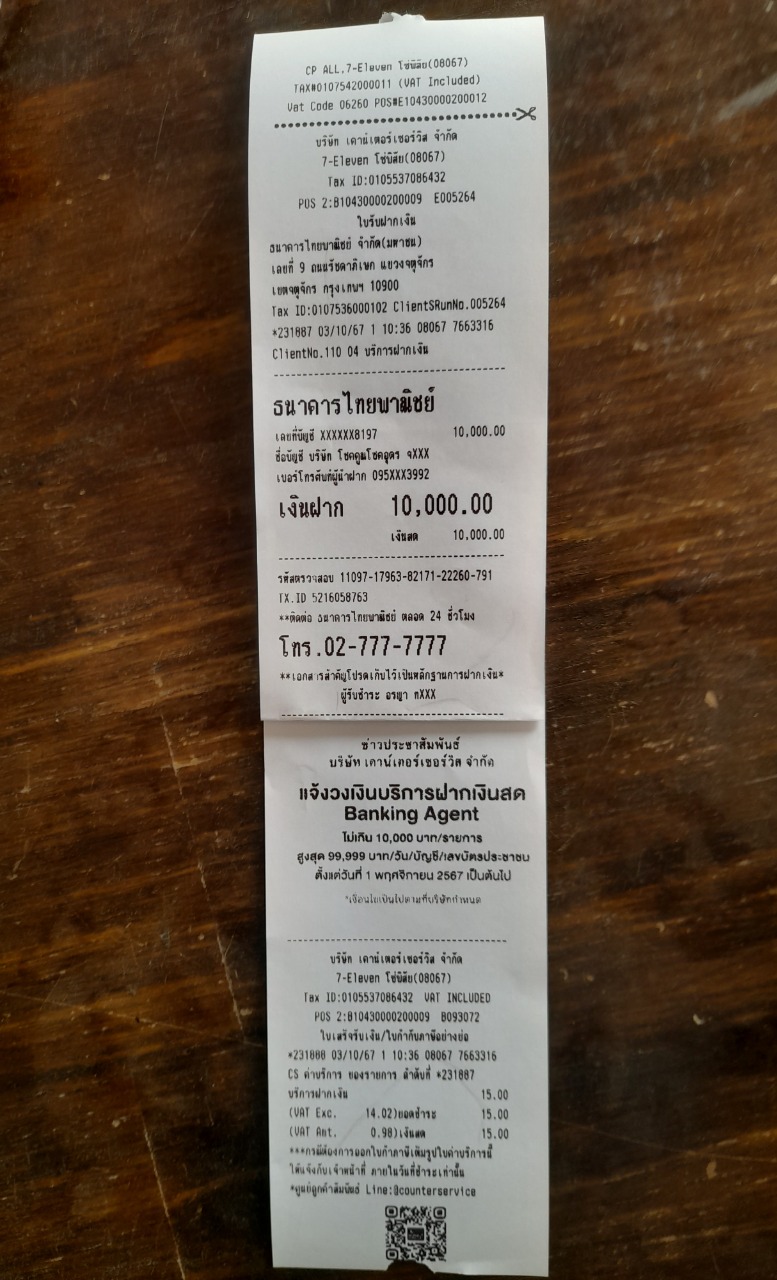 CP ALL.7-Eleven โซ่พิสัย(08067)
TAX#0107542000011 (VAT Included)
Vat Code 06260 POS#E10430000200012
บริษัท เคาน์เตอร์เซอร์วิส จำกัด
7-Eleven โซ่พิสัย(08067)
Tax ID:0105537086432
POS 2:B10430000200009 E005264
ใบรับฝากเงิน
ธนาคารไทยพาณิชย์ จำกัด(มหาชน)
เลขที่ 9 ถนนรัชดาภิเษก แขวงจตุจักร
เขตจตุจักร กรุงเทพฯ 10900
Tax ID:0107536000102 ClientSRunNo.005264
*231887 03/10/67 1 10:36 08067 7663316
ClientNo.110 04 บริการฝากเงิน
ธนาคารไทยพาณิชย์
เลขที่บัญชี XXXXXX8197 10,000.00
ชื่อบัญชี บริษัท โชคคูณโชคอุดร จXXX
เบอร์โทรศัพท์ผู้นำฝาก 095XXX3992
เงินฝาก 10,000.00
เงินสด 10,000.00
รหัสตรวจสอบ 11097-17963-82171-22260-791
TX.ID 5216058763
**ติดต่อ ธนาคารไทยพาณิชย์ ตลอด 24 ชั่วโมง
โทร.02-777-7777
**เอกสารสำคัญโปรดเก็บไว้เป็นหลักฐานการฝากเงิน*
ผู้รับชำระ อรญา กXXX
ข่าวประชาสัมพันธ์
บริษัท เคาน์เตอร์เซอร์วิส จำกัด
แจ้งวงเงินบริการฝากเงินสด
Banking Agent
ไม่เกิน 10,000 บาท/รายการ
สูงสุด 99,999 บาท/วัน/บัญชี/เลขบัตรประชาชน
ตั้งแต่วันที่ 1 พฤศจิกายน 2567 เป็นต้นไป
*เงื่อนไขเป็นไปตามที่บริษัทกำหนด
บริษัท เคาน์เตอร์เซอร์วิส จำกัด
7-Eleven โซ่พิสัย(08067)
Tax ID:0105537086432 VAT INCLUDED
POS 2:B10430000200009 B093072
ใบเสร็จรับเงิน/ใบกำกับภาษีอย่างย่อ
*231888 03/10/67 1 10:36 08067 7663316
CS ค่าบริการ ของรายการ ลำดับที่ *231887
บริการฝากเงิน 15.00
(VAT Exc. 14.02)ยอดชำระ 15.00
(VAT Amt. 0.98)เงินสด 15.00
***กรณีต้องการออกใบกำภาษีเต็มรูปใบค่าบริการนี้
ให้แจ้งกับเจ้าหน้าที่ ภายในวันที่ชำระเท่านั้น
*ศูนย์ลูกค้าสัมพันธ์ Line:@counterservice